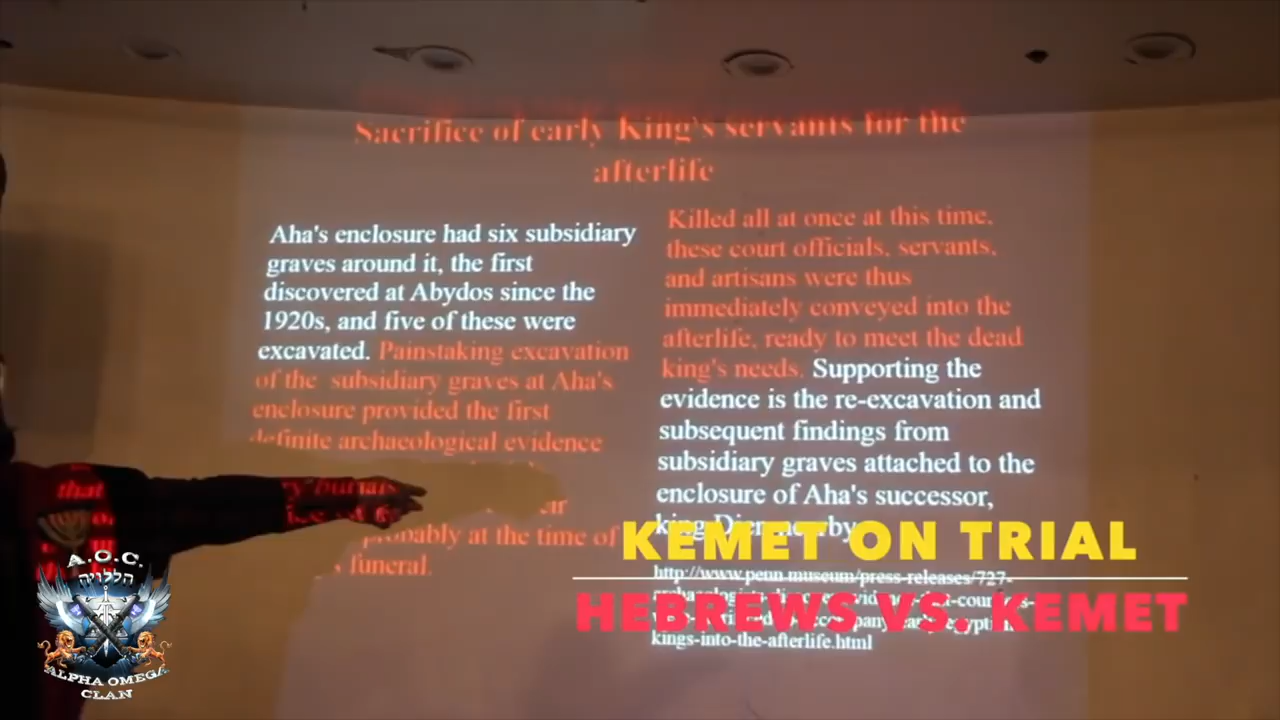 Sacrifice of early King's servants for the
afterlife
Aha's enclosure had six subsidiary
graves around it, the first
discovered at Abydos since the
1920s, and five of these were
excavated. Painstaking excavation
of the subsidiary graves at Aha's
enclosure provided the first
definite archaeological evidence
that
probably at the time of
funeral.
Killed all at once at this time,
these court officials, servants,
and artisans were thus
immediately conveyed into the
afterlife, ready to meet the dead
king's needs. Supporting the
evidence is the re-excavation and
subsequent findings from
subsidiary graves attached to the
enclosure of Aha's successor,
king Djer nearby
http://www.penn.museum/press-releases/727-
kings-into-the-afterlife.html
KEMET ON TRIAL
HEBREWS VS. KEMET
A.O.C.
הללויה
ALPHA OMEGA
CLAN